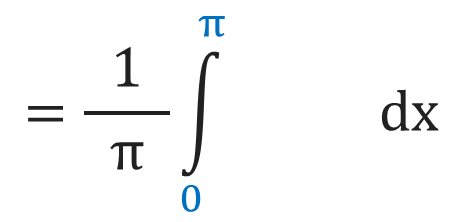 = 1/π ∫₀^π dx